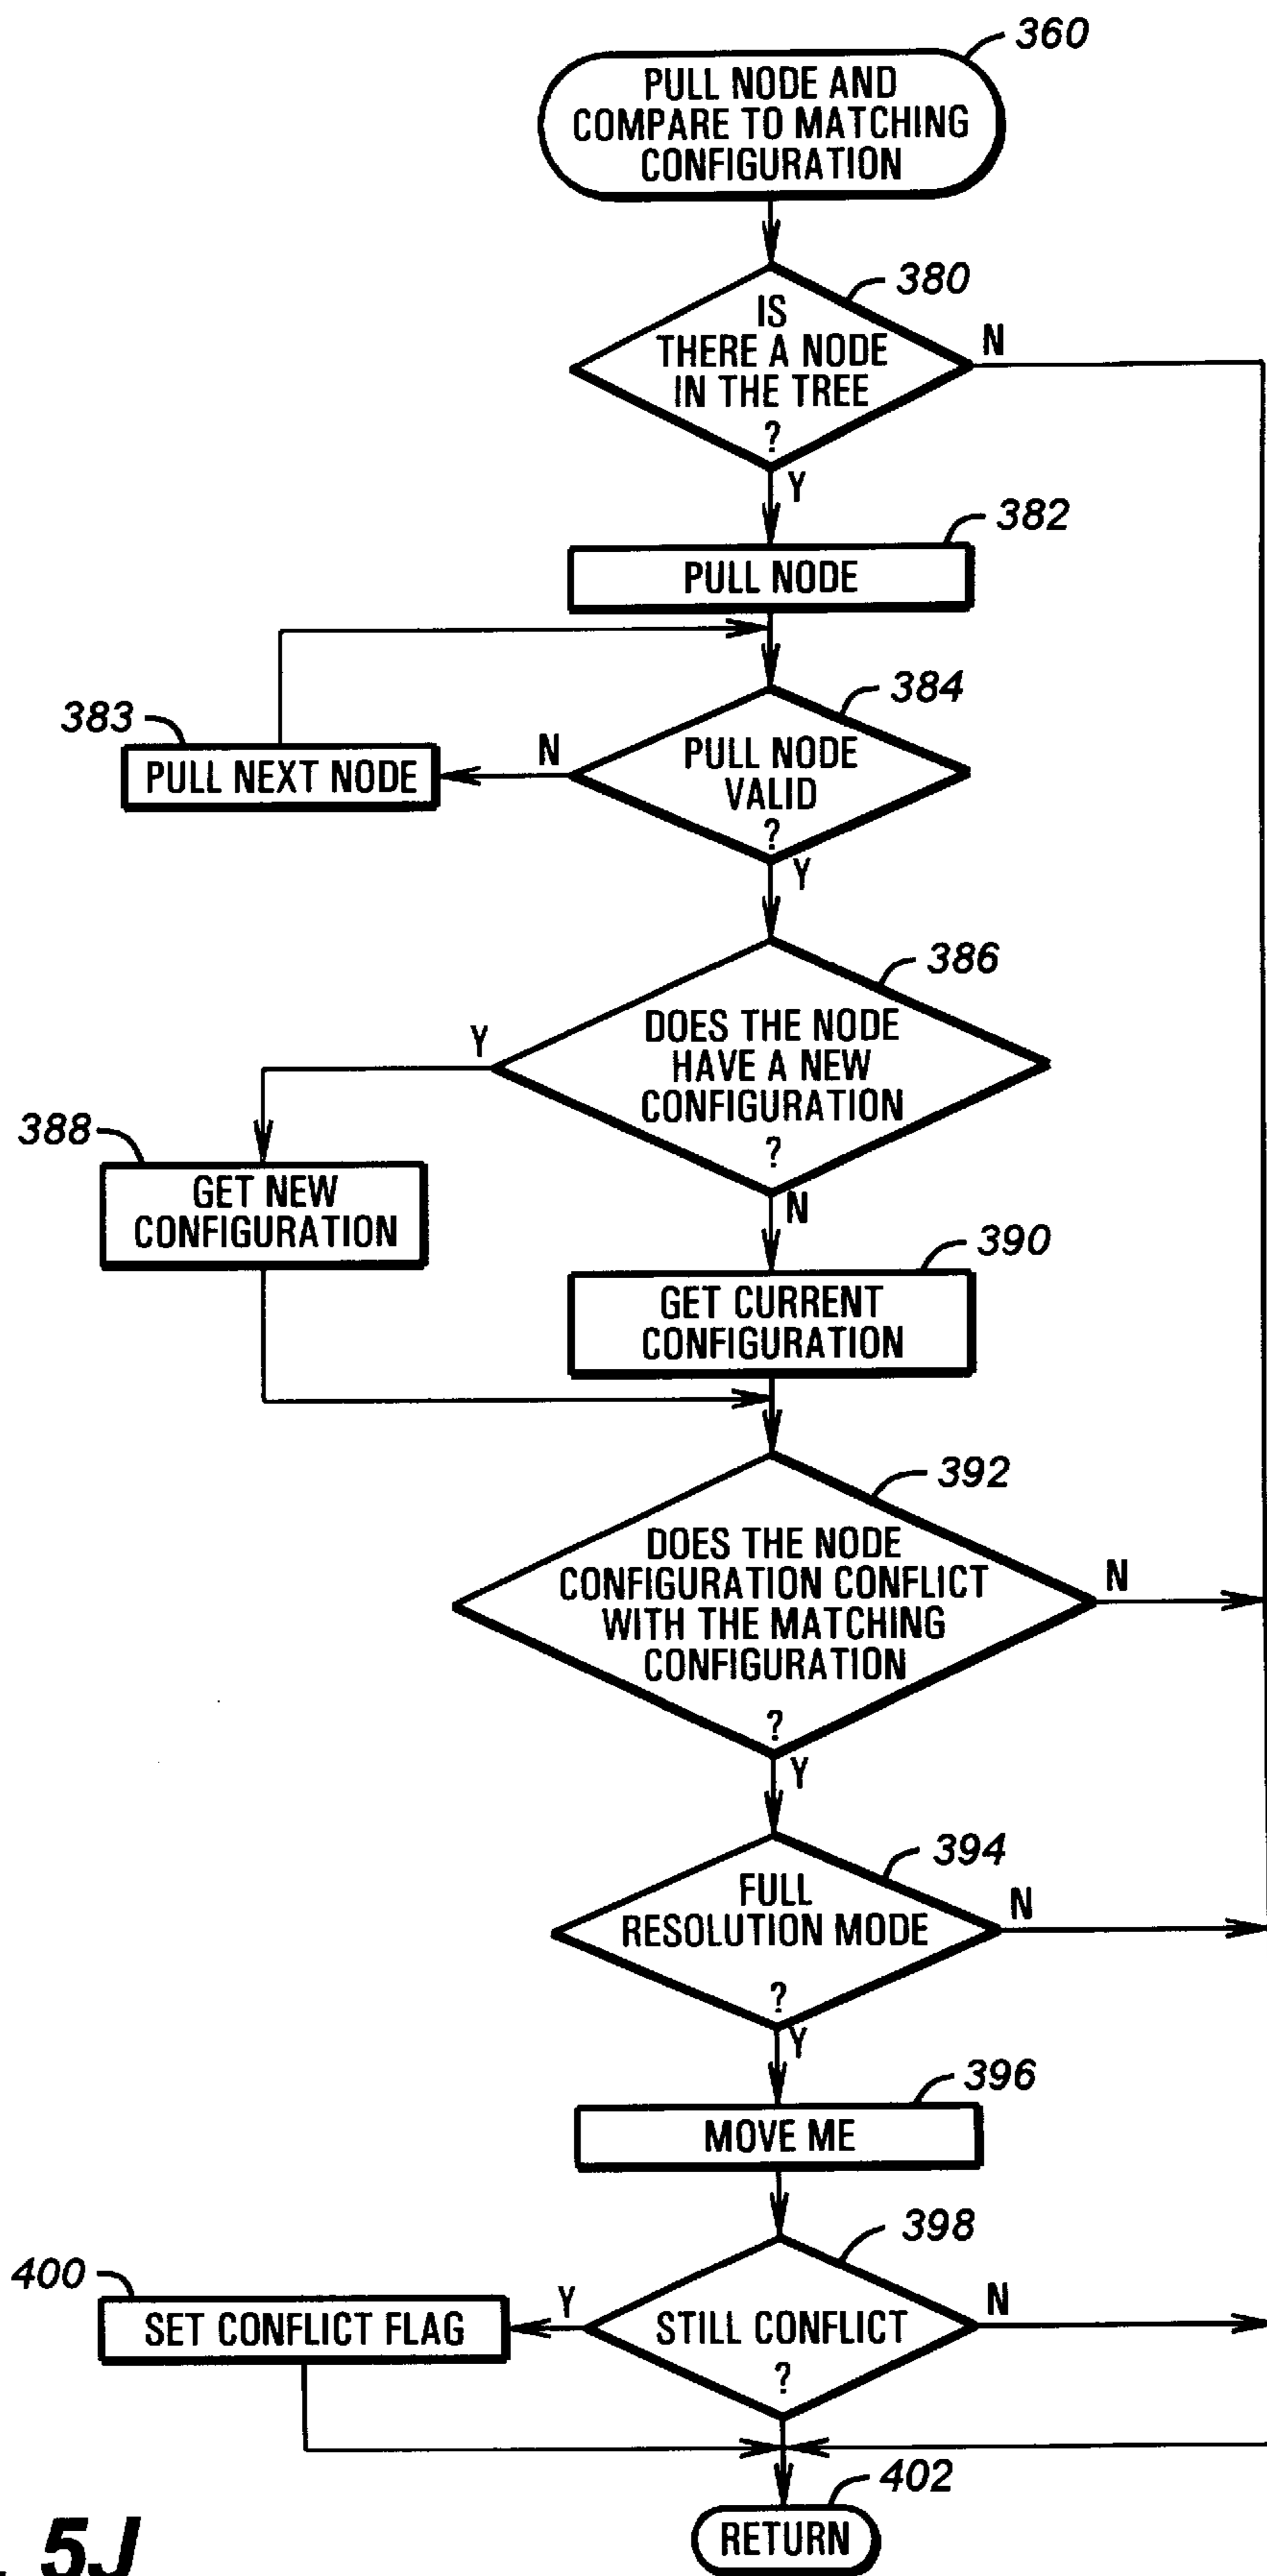 360
PULL NODE AND
COMPARE TO MATCHING
CONFIGURATION
380
IS
THERE A NODE
IN THE TREE
?
N
Y
382
PULL NODE
383
PULL NEXT NODE
N
384
PULL NODE
VALID
?
Y
386
DOES THE NODE
HAVE A NEW
CONFIGURATION
?
Y
N
388
GET NEW
CONFIGURATION
390
GET CURRENT
CONFIGURATION
392
DOES THE NODE
CONFIGURATION CONFLICT
WITH THE MATCHING
CONFIGURATION
?
N
Y
394
FULL
RESOLUTION MODE
?
N
Y
396
MOVE ME
398
STILL CONFLICT
?
Y
N
400
SET CONFLICT FLAG
402
RETURN
. 5J